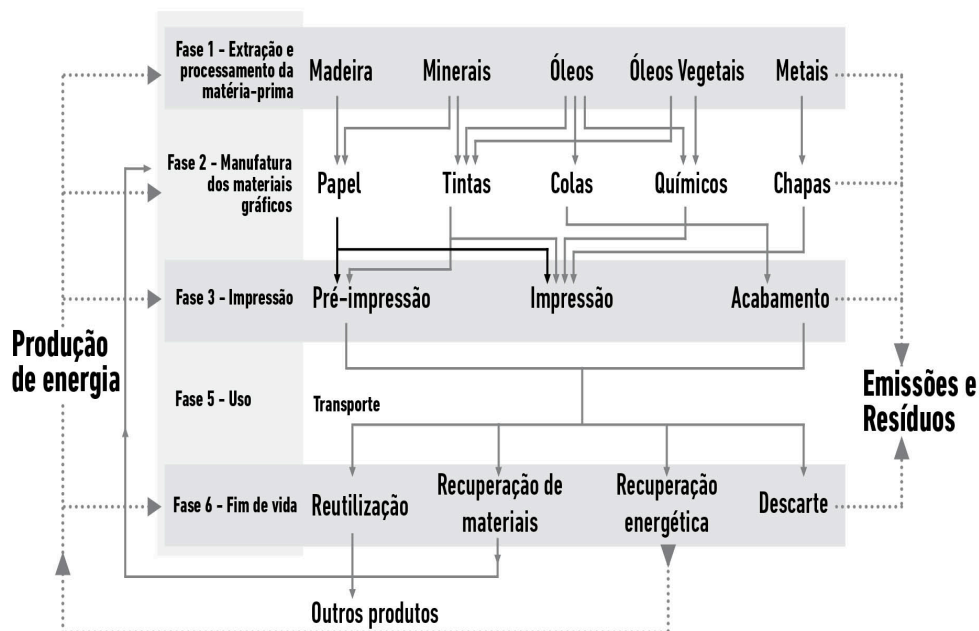 Fase 1 - Extração e
processamento da
matéria-prima
Madeira
Minerais
Óleos
Óleos Vegetais
Metais
Fase 2 - Manufatura
dos materiais
gráficos
Papel
Tintas
Colas
Químicos
Chapas
Fase 3 - Impressão
Pré-impressão
Impressão
Acabamento
Produção
de energia
Emissões e
Resíduos
Fase 5 - Uso
Transporte
Fase 6 - Fim de vida
Reutilização
Recuperação de
materiais
Recuperação
energética
Descarte
Outros produtos